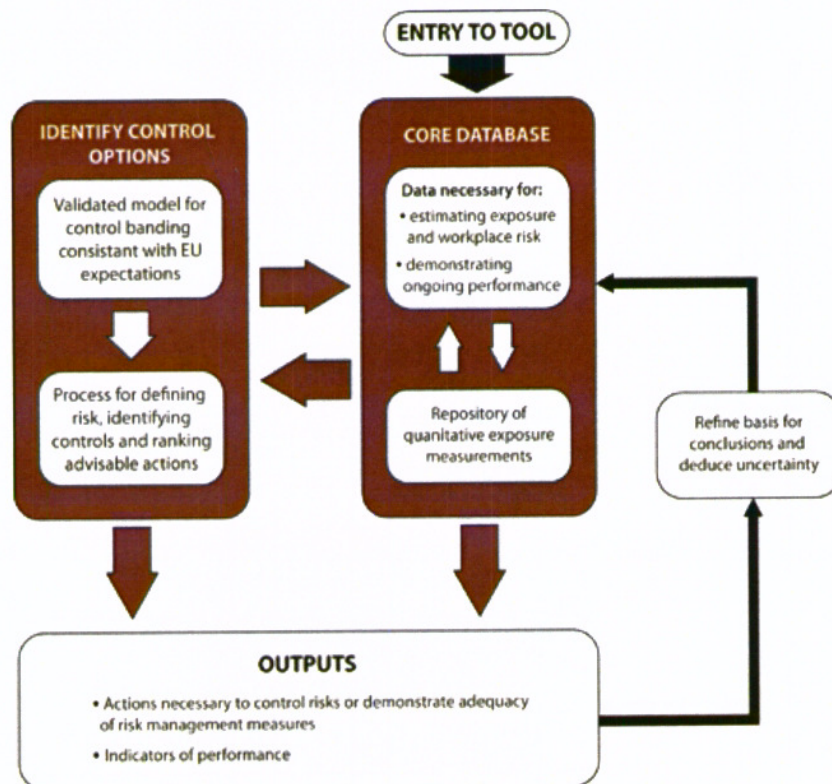 ENTRY TO TOOL
IDENTIFY CONTROL
OPTIONS
Validated model for
control banding
consistant with EU
expectations
Process for defining
risk, identifying
controls and ranking
advisable actions
CORE DATABASE
Data necessary for:
• estimating exposure
and workplace risk
• demonstrating
ongoing performance
Repository of
quanitative exposure
measurements
Refine basis for
conclusions and
deduce uncertainty
OUTPUTS
• Actions necessary to control risks or demonstrate adequacy
of risk management measures
• Indicators of performance